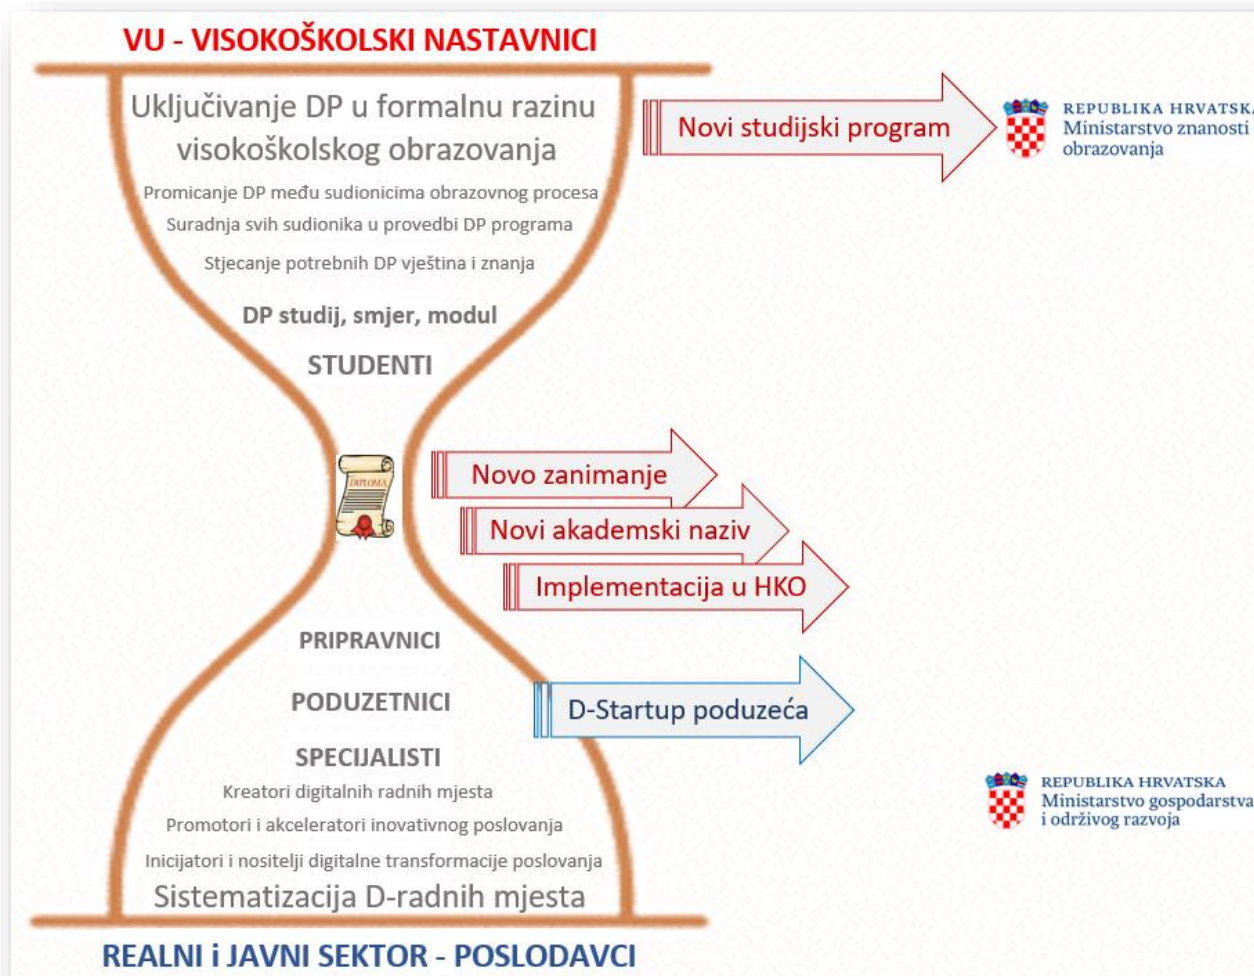 VU - VISOKOŠKOLSKI NASTAVNICI
Uključivanje DP u formalnu razinu
visokoškolskog obrazovanja
Promicanje DP među sudionicima obrazovnog procesa
Suradnja svih sudionika u provedbi DP programa
Stjecanje potrebnih DP vještina i znanja
DP studij, smjer, modul
STUDENTI
Novi studijski program
REPUBLIKA HRVATSKA
Ministarstvo znanosti i
obrazovanja
DIPLOMA
Novo zanimanje
Novi akademski naziv
Implementacija u HKO
PRIPRAVNICI
PODUZETNICI
D-Startup poduzeća
SPECIJALISTI
Kreatori digitalnih radnih mjesta
Promotori i akceleratori inovativnog poslovanja
Inicijatori i nositelji digitalne transformacije poslovanja
Sistematizacija D-radnih mjesta
REPUBLIKA HRVATSKA
Ministarstvo gospodarstva
i održivog razvoja
REALNI i JAVNI SEKTOR - POSLODAVCI